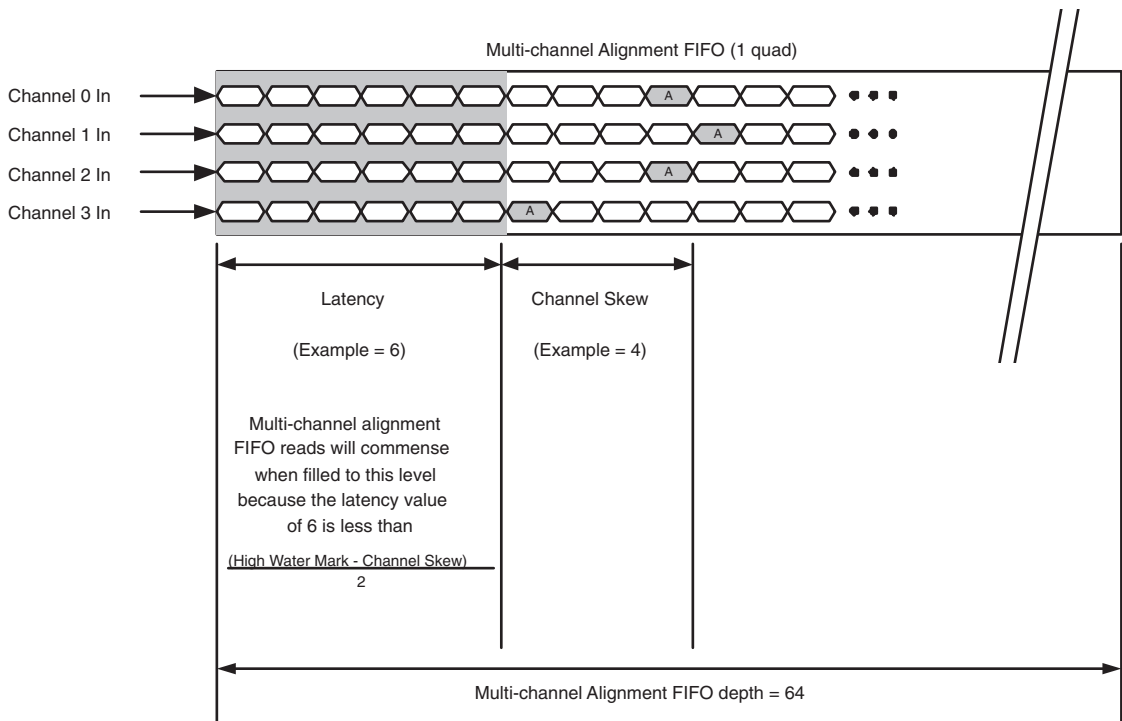 Multi-channel Alignment FIFO (1 quad)
Channel 0 In
A
Channel 1 In
A
Channel 2 In
A
Channel 3 In
A
Latency
Channel Skew
(Example = 6)
(Example = 4)
Multi-channel alignment
FIFO reads will commense
when filled to this level
because the latency value
of 6 is less than
(High Water Mark - Channel Skew)
2
Multi-channel Alignment FIFO depth = 64